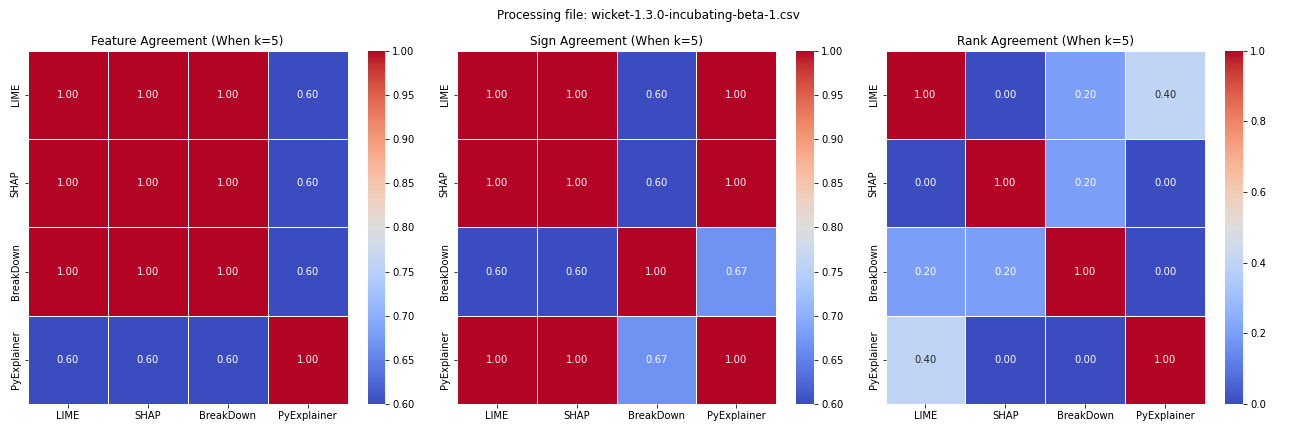 Processing file: wicket-1.3.0-incubating-beta-1.csv
Feature Agreement (When k=5)
LIME
SHAP
BreakDown
PyExplainer
1.00 1.00 1.00 0.60
1.00 1.00 1.00 0.60
1.00 1.00 1.00 0.60
0.60 0.60 0.60 1.00
LIME SHAP BreakDown PyExplainer
1.00
0.95
0.90
0.85
0.80
0.75
0.70
0.65
0.60
Sign Agreement (When k=5)
LIME
SHAP
BreakDown
PyExplainer
1.00 1.00 0.60 1.00
1.00 1.00 0.60 1.00
0.60 0.60 1.00 0.67
1.00 1.00 0.67 1.00
LIME SHAP BreakDown PyExplainer
1.00
0.95
0.90
0.85
0.80
0.75
0.70
0.65
0.60
Rank Agreement (When k=5)
LIME
SHAP
BreakDown
PyExplainer
1.00 0.00 0.20 0.40
0.00 1.00 0.20 0.00
0.20 0.20 1.00 0.00
0.40 0.00 0.00 1.00
LIME SHAP BreakDown PyExplainer
1.0
0.8
0.6
0.4
0.2
0.0